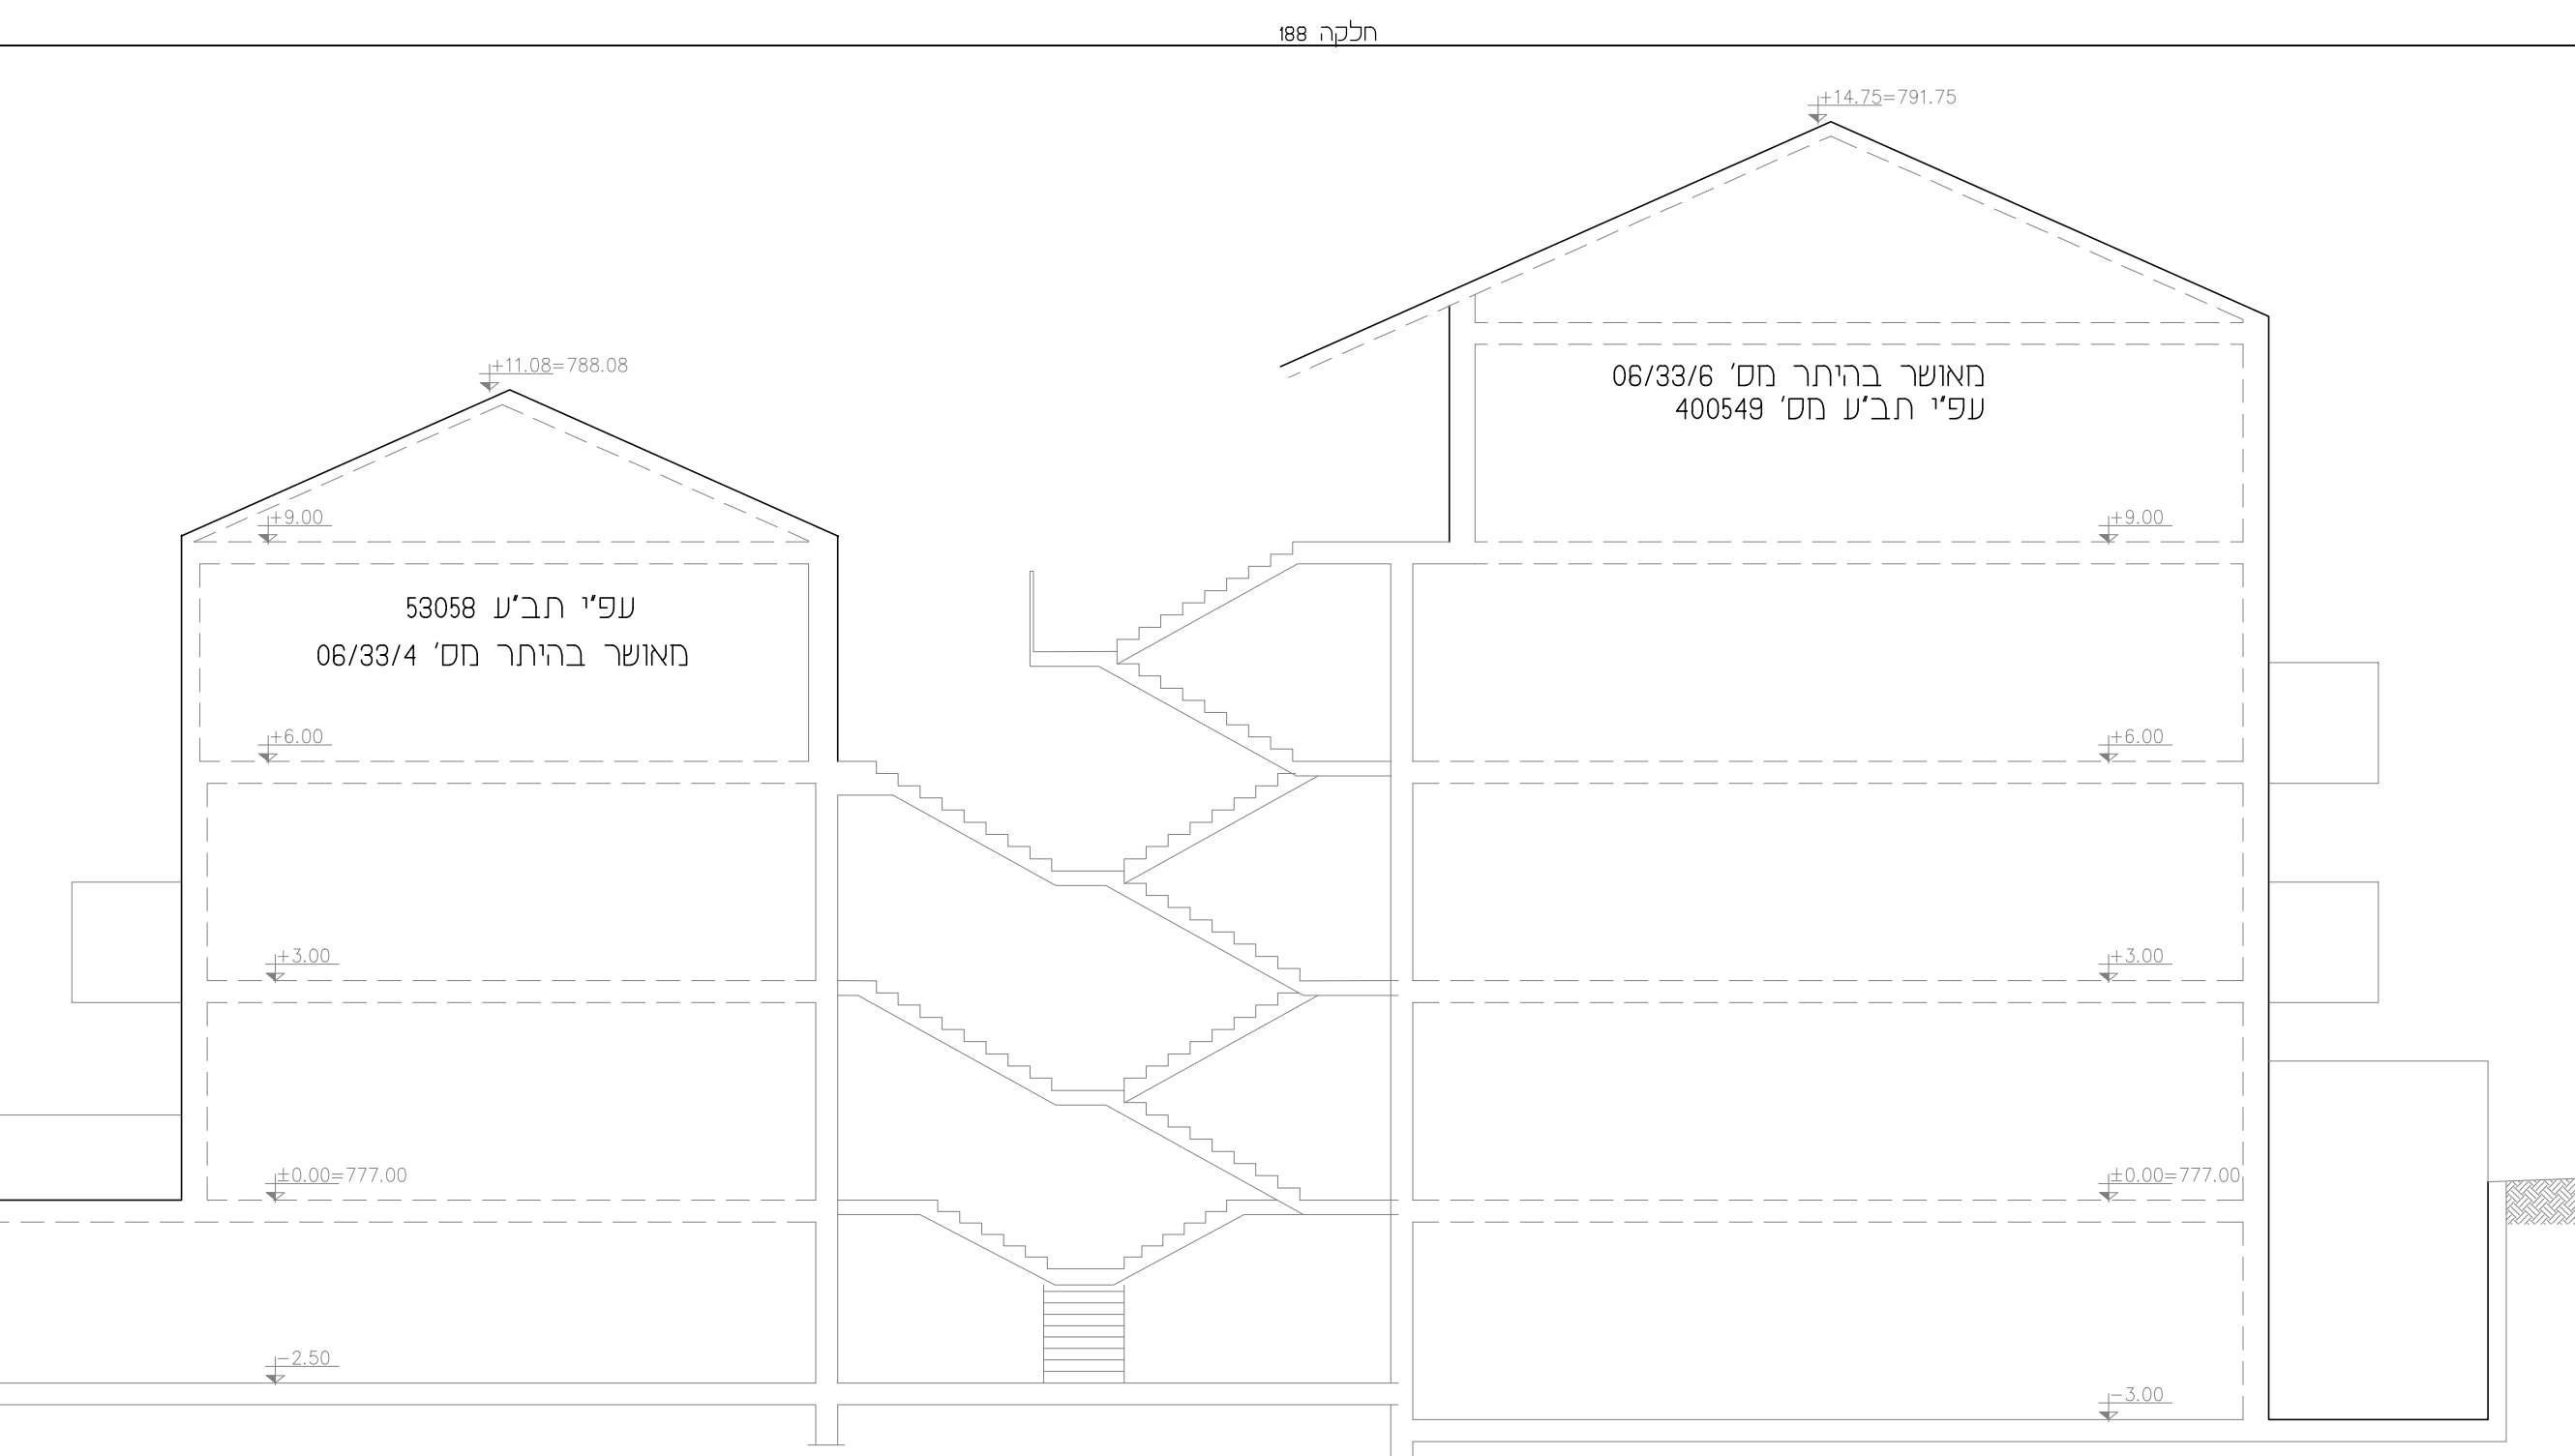 חלקה 188
+14.75=791.75
+11.08=788.08
מאושר בהיתר מס' 06/33/6
עפ"י תב"ע מס' 400549
+9.00
+9.00
עפ"י תב"ע 53058
מאושר בהיתר מס' 06/33/4
+6.00
+6.00
+3.00
+3.00
±0.00=777.00
±0.00=777.00
-2.50
-3.00